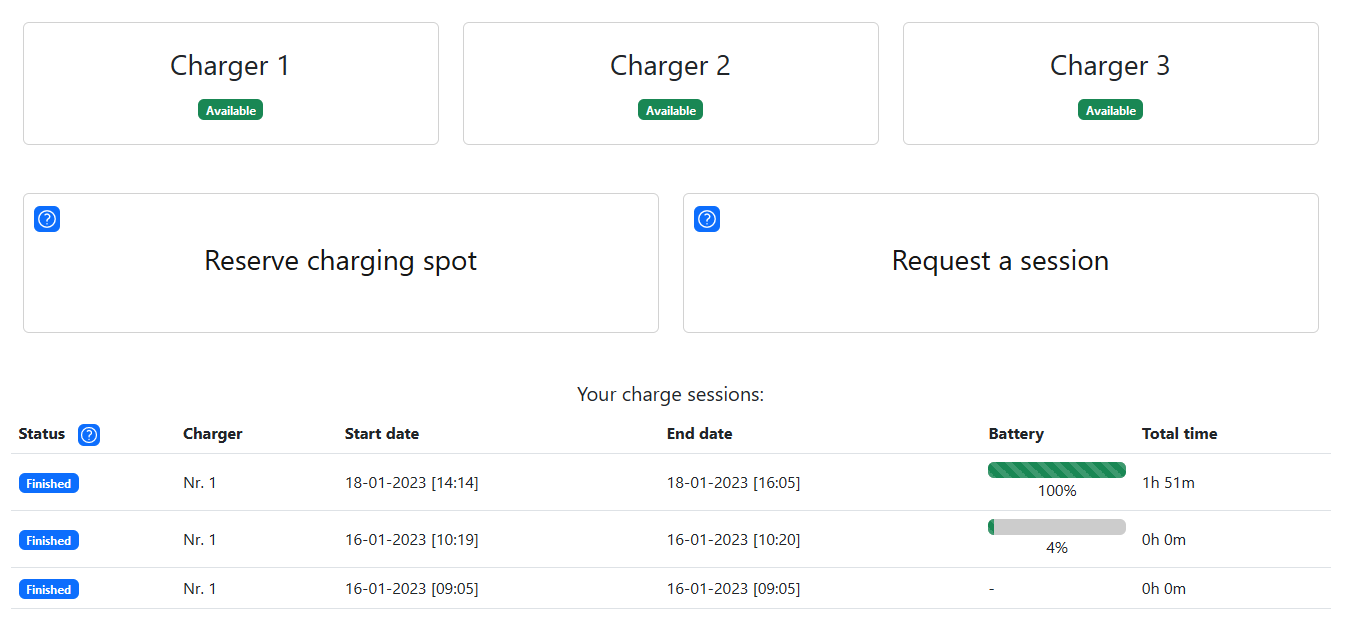 Charger 1
Available
Charger 2
Available
Charger 3
Available
Reserve charging spot
Request a session
Your charge sessions:
Status Charger Start date End date Battery Total time
Finished Nr. 1 18-01-2023 [14:14] 18-01-2023 [16:05] 100% 1h 51m
Finished Nr. 1 16-01-2023 [10:19] 16-01-2023 [10:20] 4% 0h 0m
Finished Nr. 1 16-01-2023 [09:05] 16-01-2023 [09:05] - 0h 0m